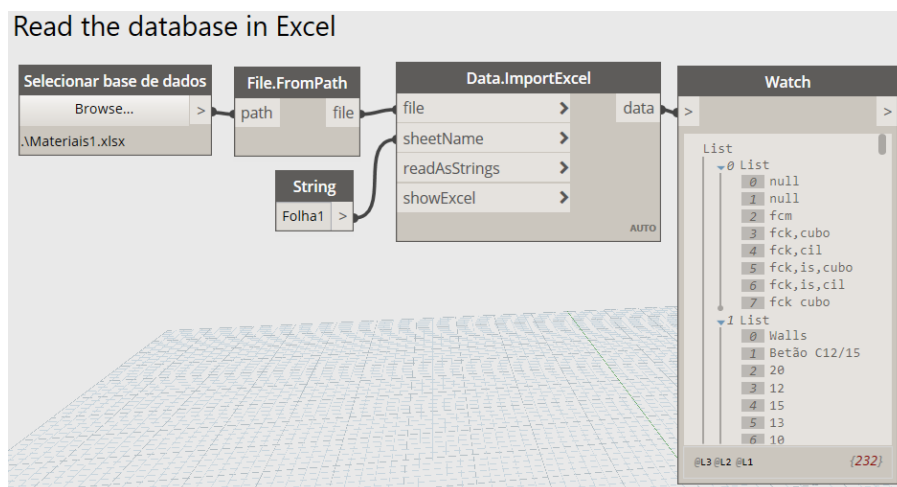 Read the database in Excel
Selecionar base de dados
Browse... >
.\Materiais1.xlsx
File.FromPath
path file
String
Folha1 >
Data.ImportExcel
file > data
sheetName >
readAsStrings >
showExcel >
AUTO
Watch
> >
List
0 List
0 null
1 null
2 fcm
3 fck,cubo
4 fck,cil
5 fck,is,cubo
6 fck,is,cil
7 fck cubo
1 List
0 Walls
1 Betão C12/15
2 20
3 12
4 15
5 13
6 10
@L3 @L2 @L1 {232}